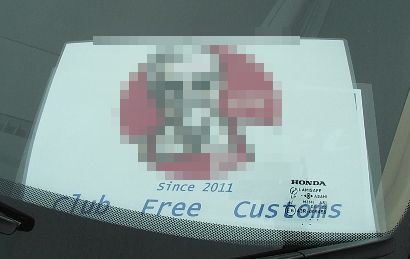 since 2011
Club Free Customs
HONDA